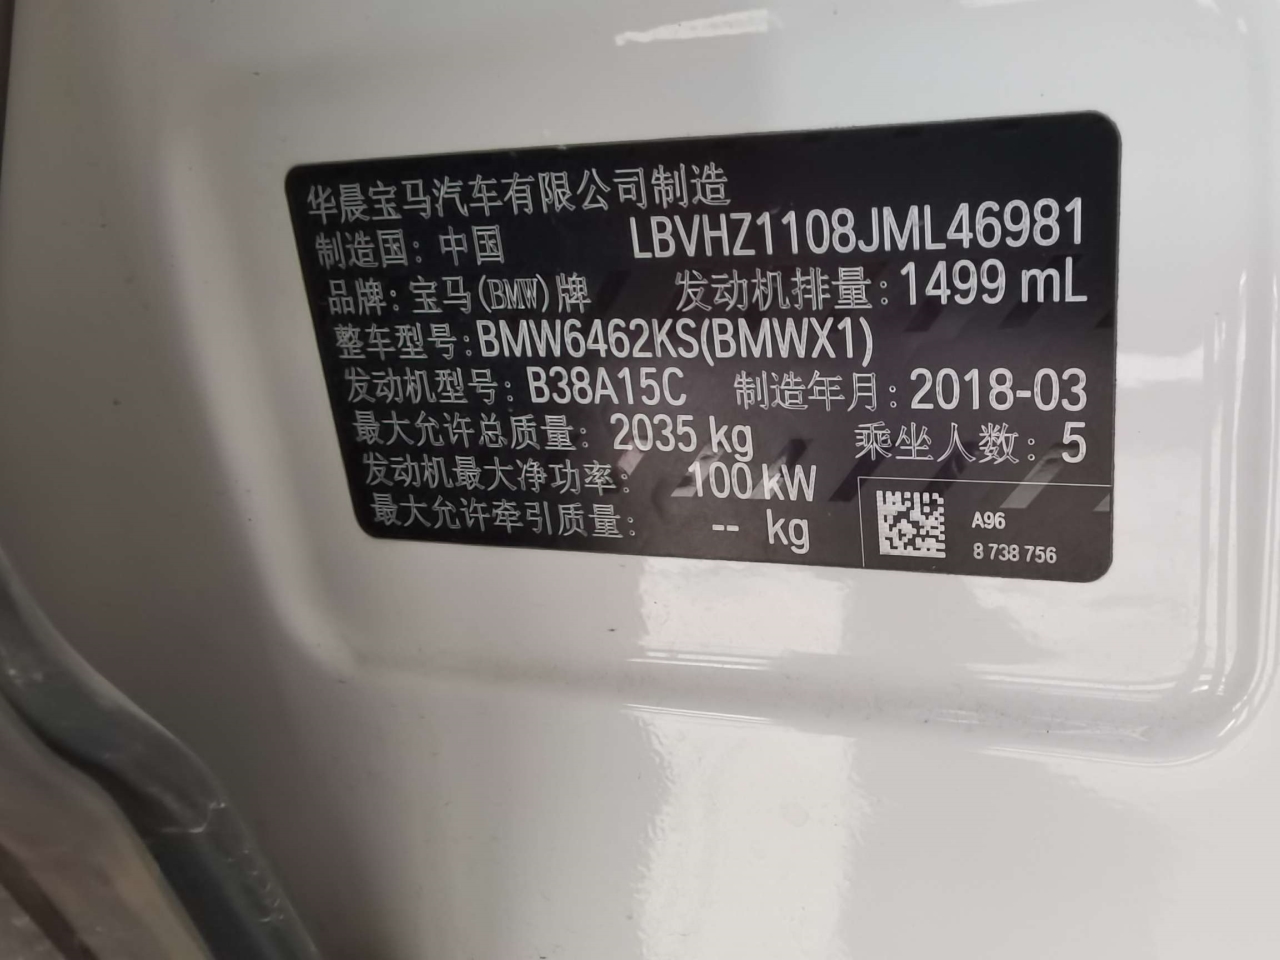 华晨宝马汽车有限公司制造
制造国：中国 LBVHZ1108JML46981
品牌：宝马(BMW)牌 发动机排量：1499 mL
整车型号：BMW6462KS(BMWX1)
发动机型号：B38A15C 制造年月：2018-03
最大允许总质量：2035 kg 乘坐人数：5
发动机最大净功率：100 kW
最大允许牵引质量：-- kg
A96
8 738 756